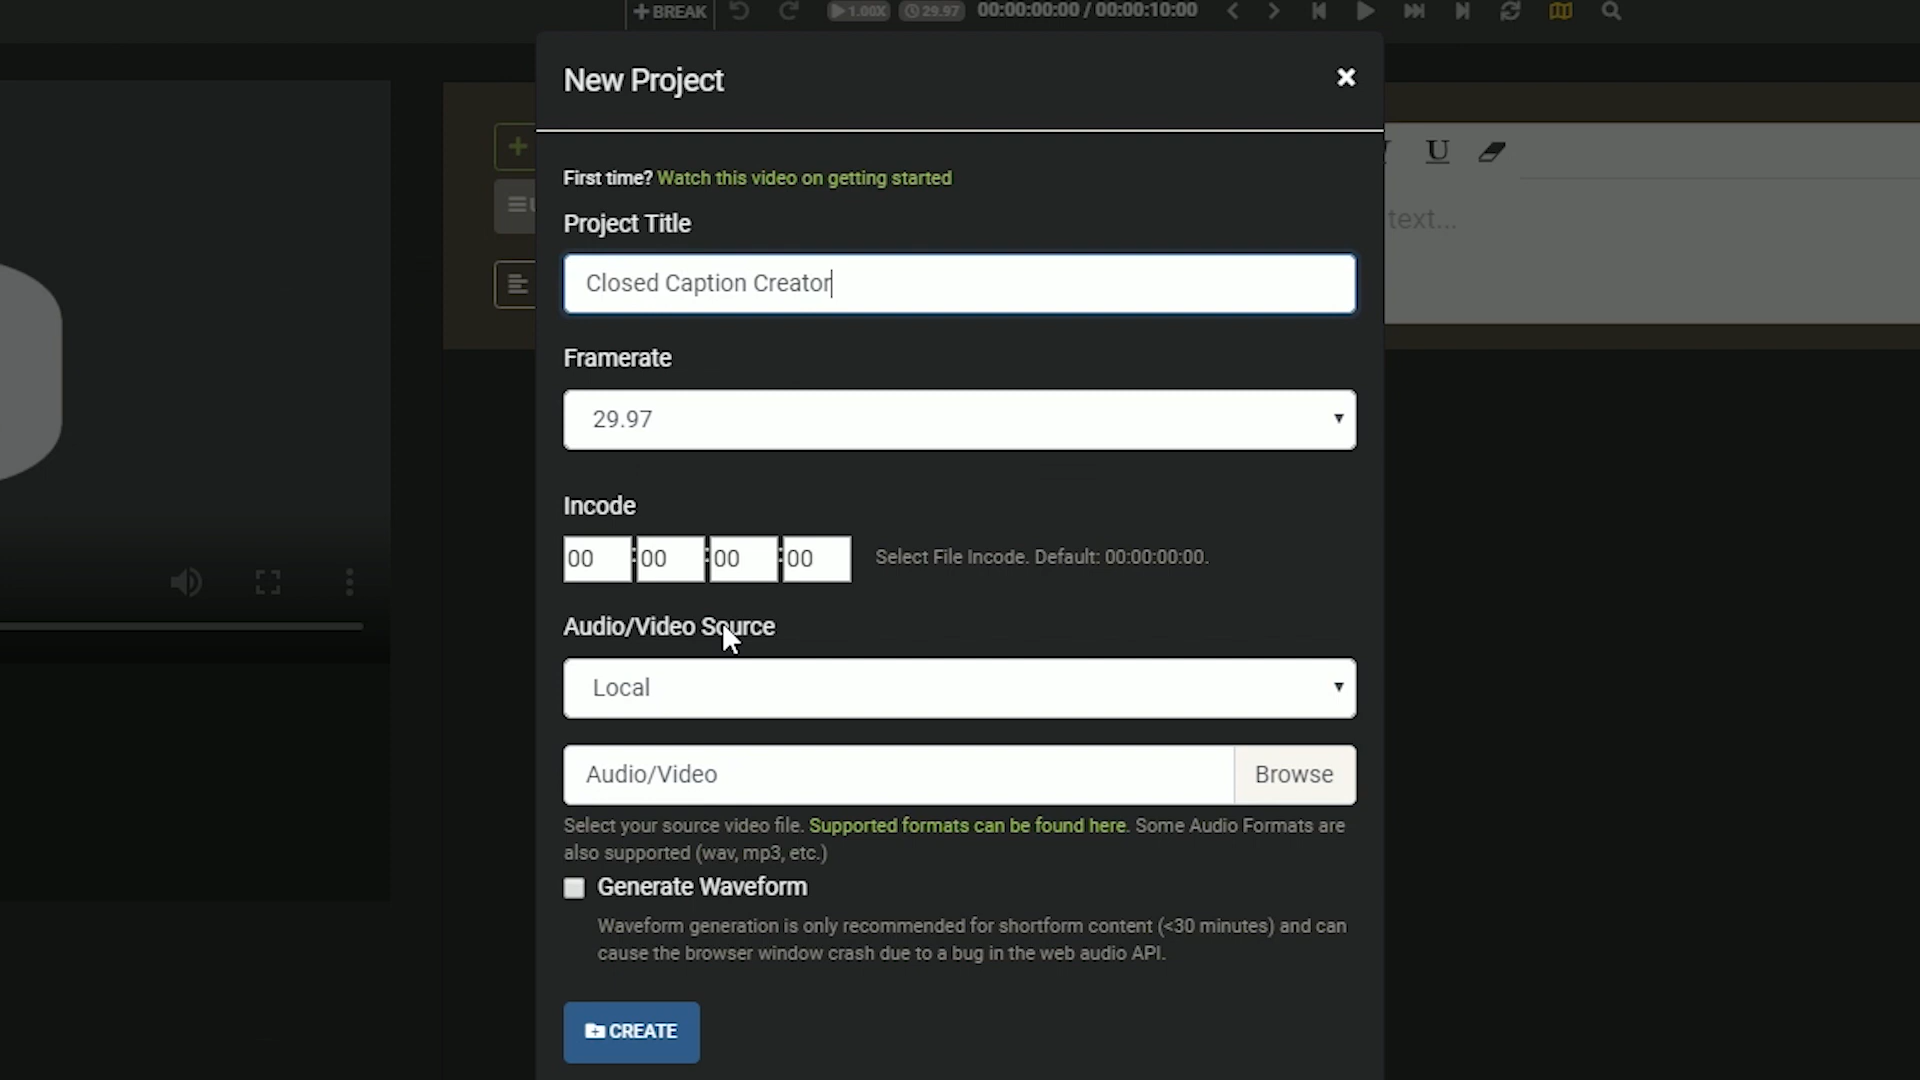 + BREAK 1.00X 29.97 00:00:00:00 / 00:00:10:00
New Project
First time? Watch this video on getting started
Project Title
U
text...
Closed Caption Creator
Framerate
29.97
Incode
00:00:00:00 Select File Incode. Default: 00:00:00:00.
Audio/Video Source
Local
Audio/Video Browse
Select your source video file. Supported formats can be found here. Some Audio Formats are
also supported (wav, mp3, etc.)
Generate Waveform
Waveform generation is only recommended for shortform content (<30 minutes) and can
cause the browser window crash due to a bug in the web audio API.
CREATE